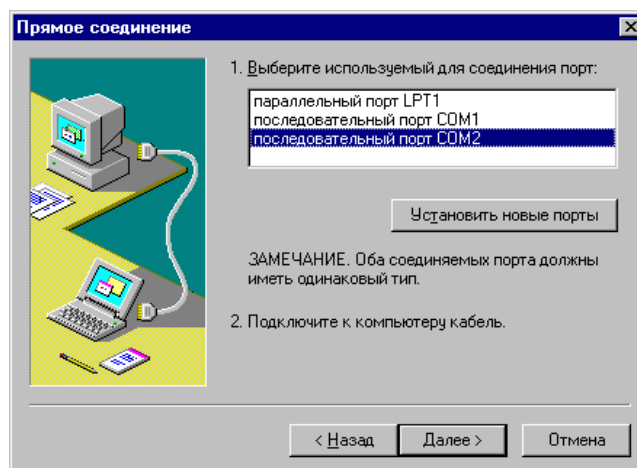 Прямое соединение
1. Выберите используемый для соединения порт:
параллельный порт LPT1
последовательный порт COM1
последовательный порт COM2
Установить новые порты
ЗАМЕЧАНИЕ. Оба соединяемых порта должны
иметь одинаковый тип.
2. Подключите к компьютеру кабель.
< Назад Далее > Отмена